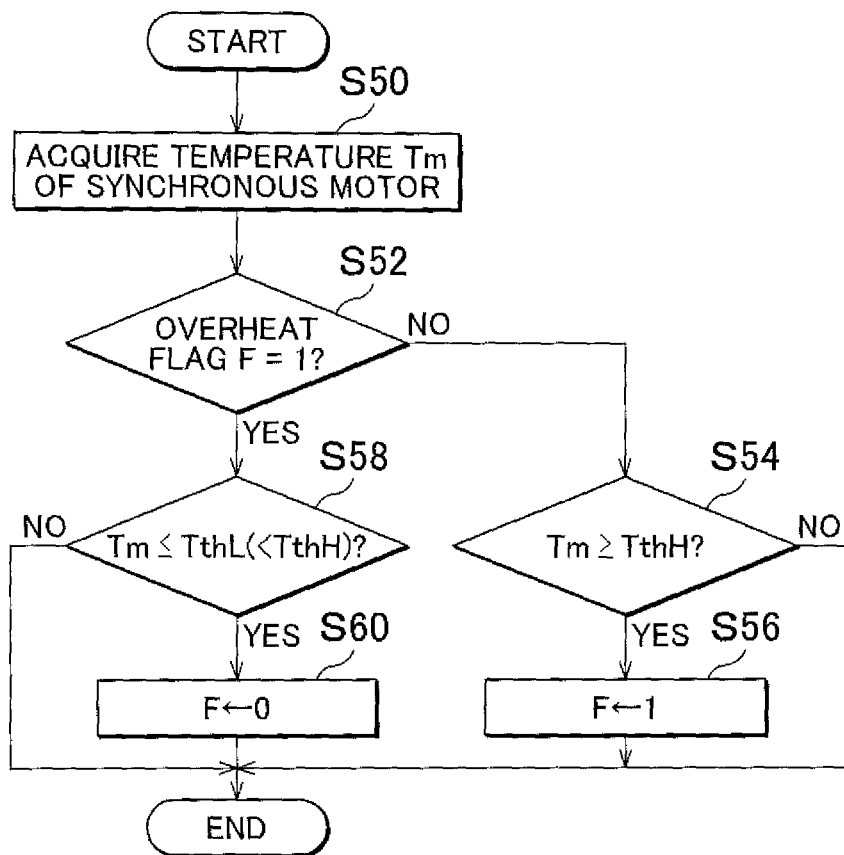 START
S50
ACQUIRE TEMPERATURE Tm
OF SYNCHRONOUS MOTOR
S52
OVERHEAT
FLAG F = 1?
NO
YES
S58
S54
NO
Tm ≤ TthL(<TthH)?
Tm ≥ TthH?
NO
YES
S60
YES
S56
F←0
F←1
END